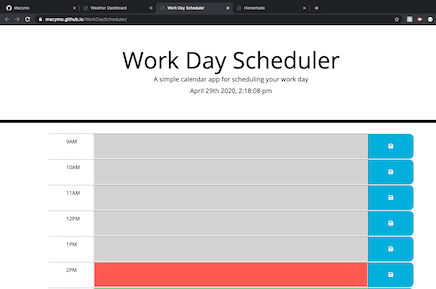 Macymo
Weather Dashboard
Work Day Scheduler
Homemade
macymo.github.io/WorkDayScheduler/
Work Day Scheduler
A simple calendar app for scheduling your work day
April 29th 2020, 2:18:08 pm
9AM
10AM
11AM
12PM
1PM
2PM